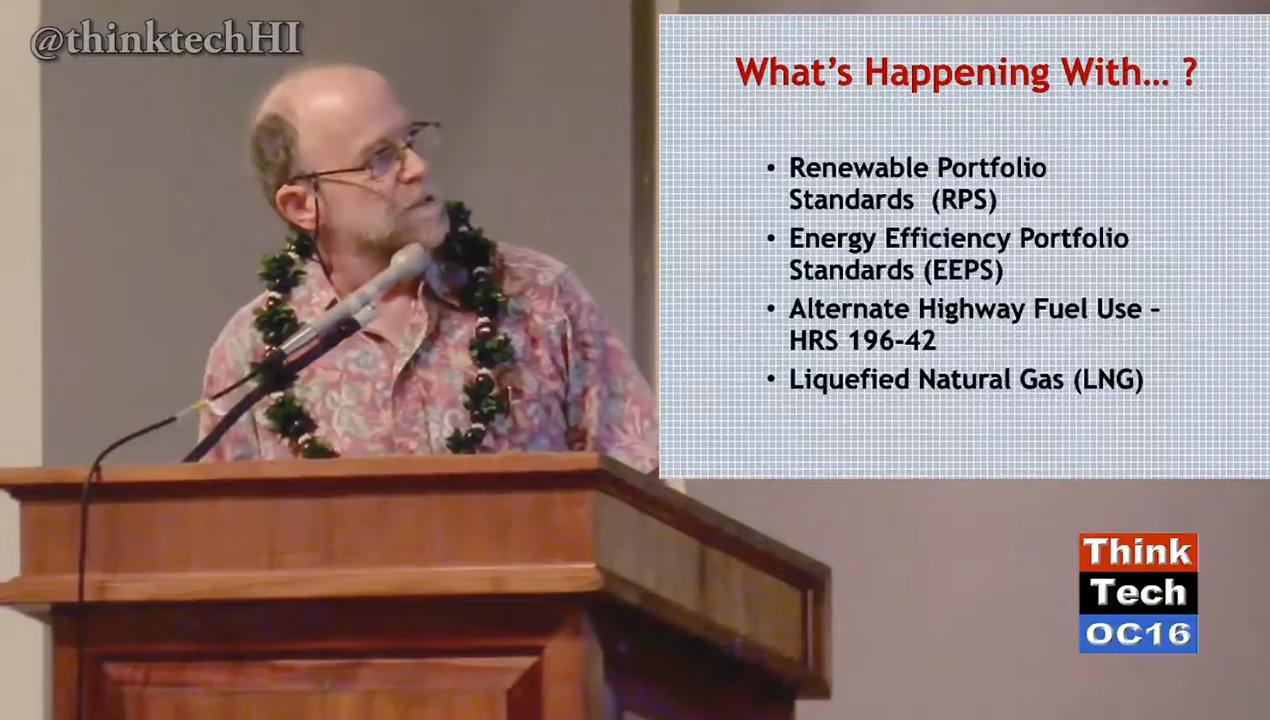 @thinktechHI
What's Happening With... ?
• Renewable Portfolio
Standards (RPS)
• Energy Efficiency Portfolio
Standards (EEPS)
• Alternate Highway Fuel Use –
HRS 196-42
• Liquefied Natural Gas (LNG)
Think
Tech
OC16